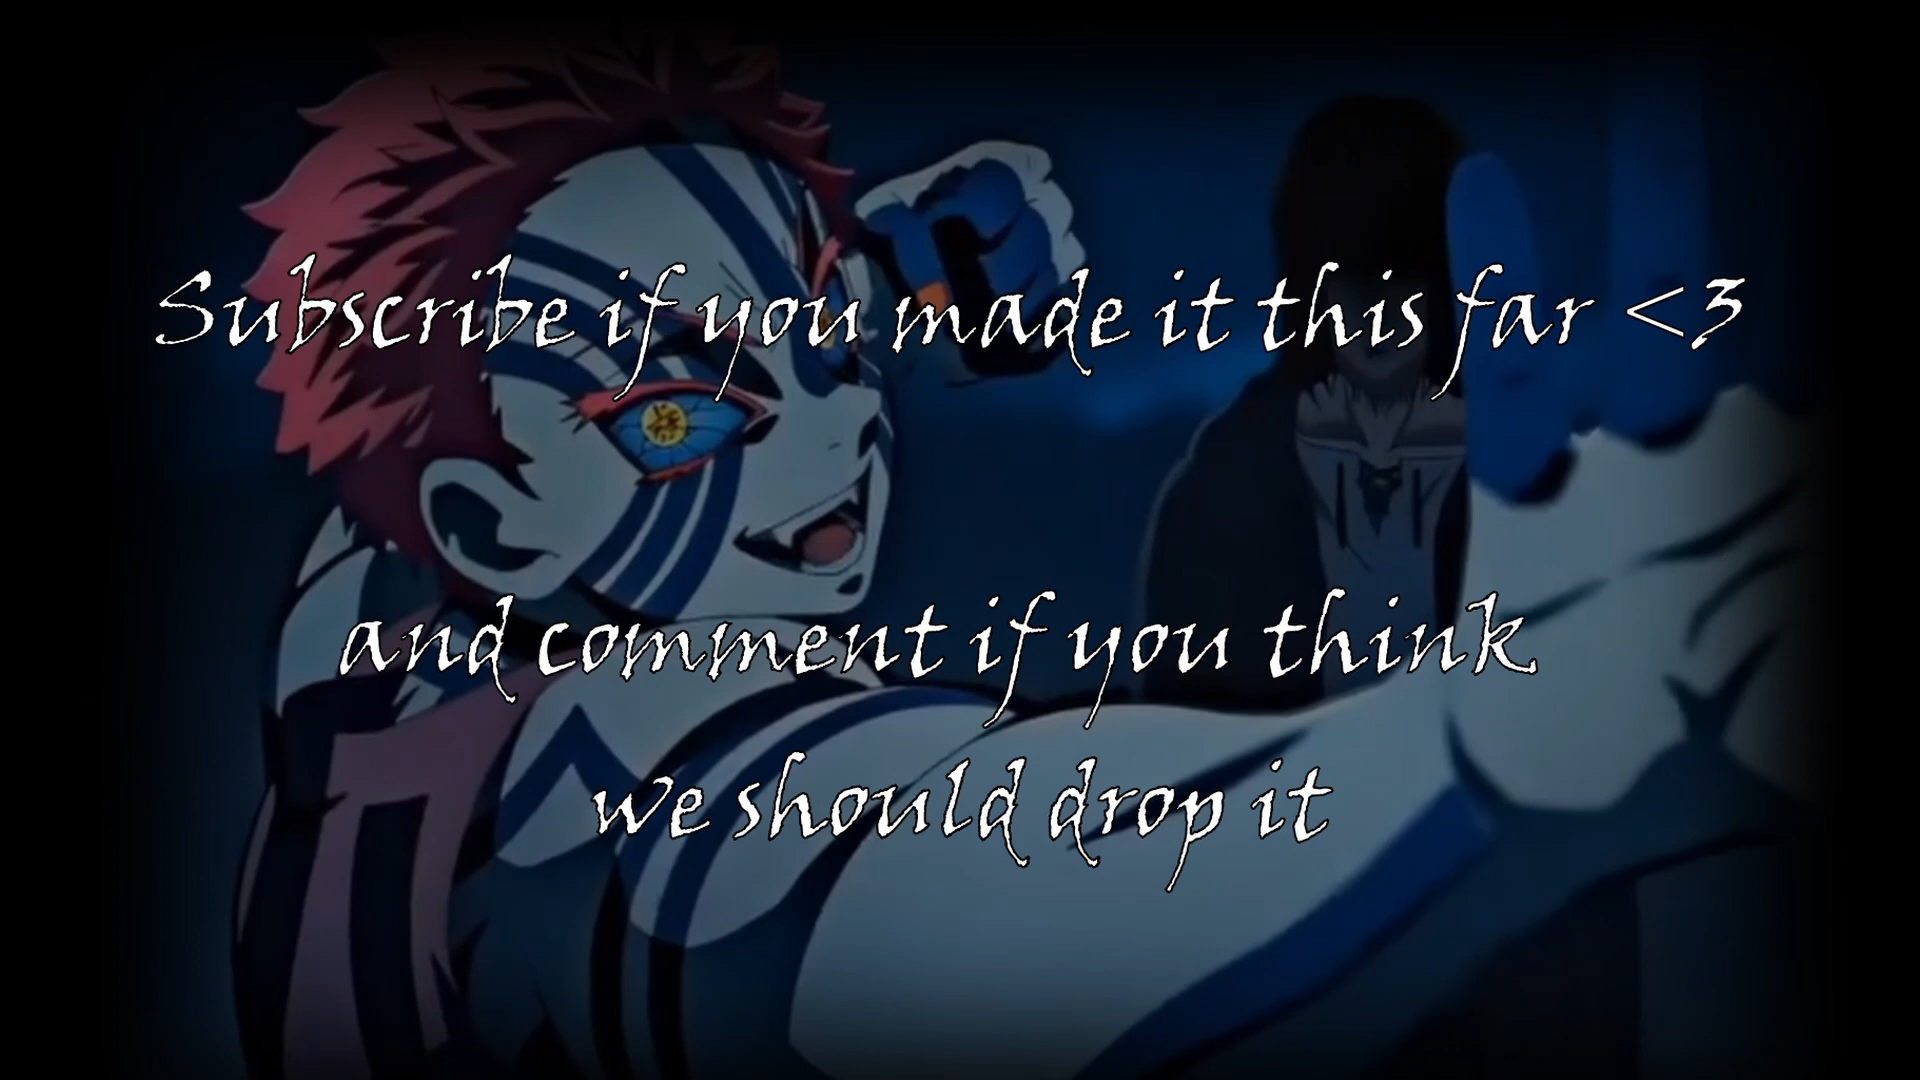 Subscribe if you made it this far <3
and comment if you think
we should drop it